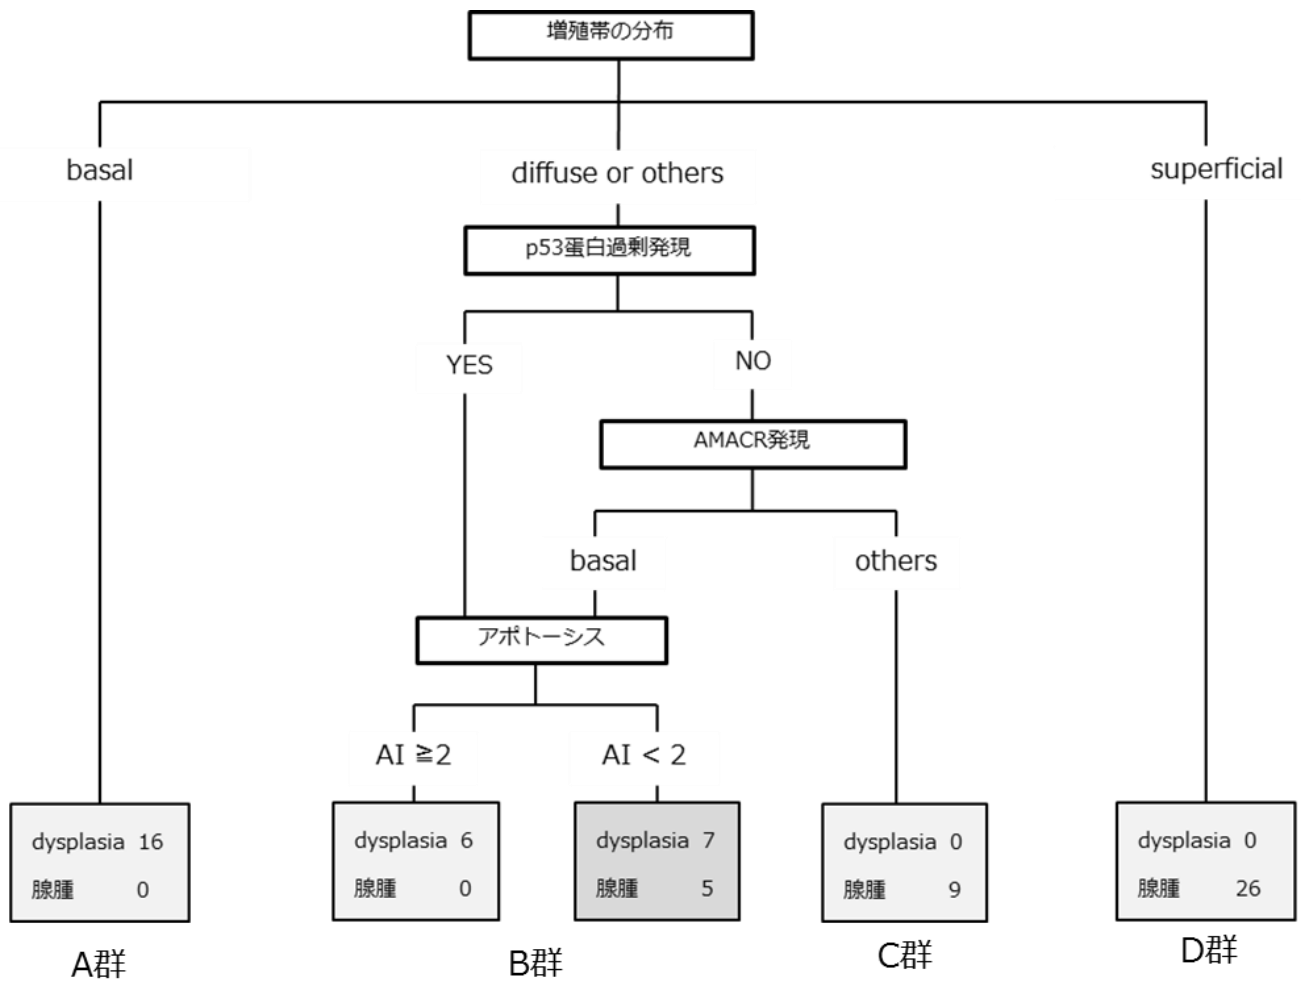 増殖帯の分布
basal
diffuse or others
superficial
p53蛋白過剰発現
YES
NO
AMACR発現
basal
others
アポトーシス
AI ≧2
AI < 2
dysplasia 16
腺腫 0
dysplasia 6
腺腫 0
dysplasia 7
腺腫 5
dysplasia 0
腺腫 9
dysplasia 0
腺腫 26
A群
B群
C群
D群